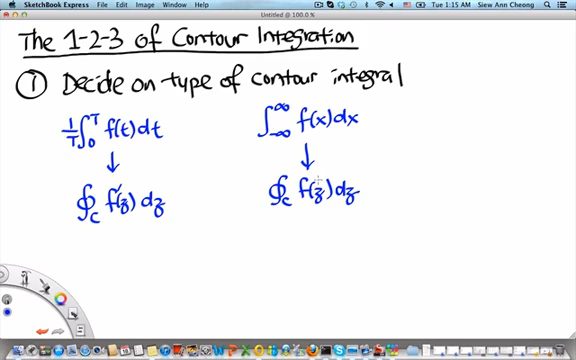 SketchBook Express File Edit Image Window Help Tue 1:15 AM Siew Ann Cheong
Untitled @ 100.0 %
The 1-2-3 of Contour Integration
① Decide on type of contour integral
1/T ∫₀ᵀ f(t)dt ∫₋∞^∞ f(x)dx
↓ ↓
∮_C f(z)dz ∮_C f(z)dz